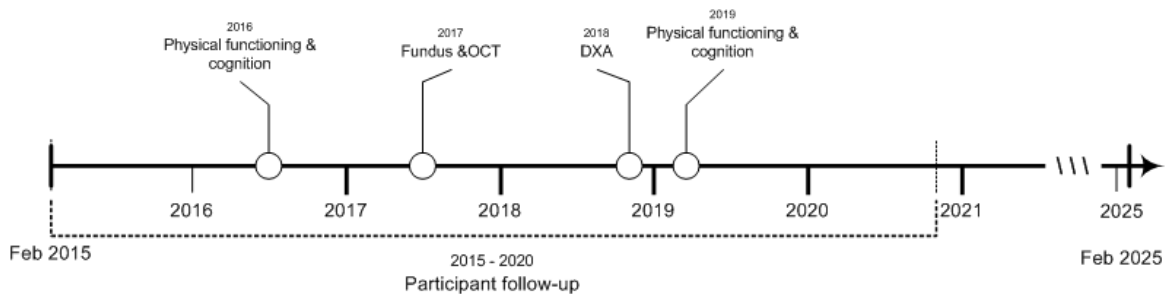 2016
Physical functioning &
cognition
2017
Fundus &OCT
2018
DXA
2019
Physical functioning &
cognition
2016
2017
2018
2019
2020
2021
2025
Feb 2015
Feb 2025
2015 - 2020
Participant follow-up